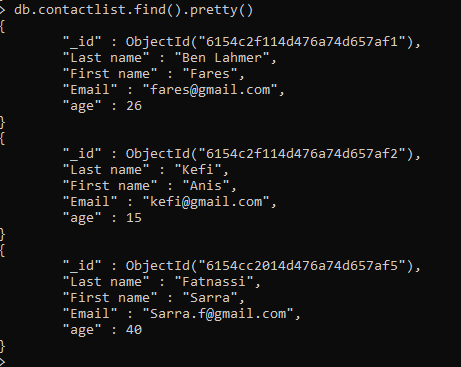 > db.contactlist.find().pretty()
{
"_id" : ObjectId("6154c2f114d476a74d657af1"),
"Last name" : "Ben Lahmer",
"First name" : "Fares",
"Email" : "fares@gmail.com",
"age" : 26
}
{
"_id" : ObjectId("6154c2f114d476a74d657af2"),
"Last name" : "Kefi",
"First name" : "Anis",
"Email" : "kefi@gmail.com",
"age" : 15
}
{
"_id" : ObjectId("6154cc2014d476a74d657af5"),
"Last name" : "Fatnassi",
"First name" : "Sarra",
"Email" : "Sarra.f@gmail.com",
"age" : 40
}
>